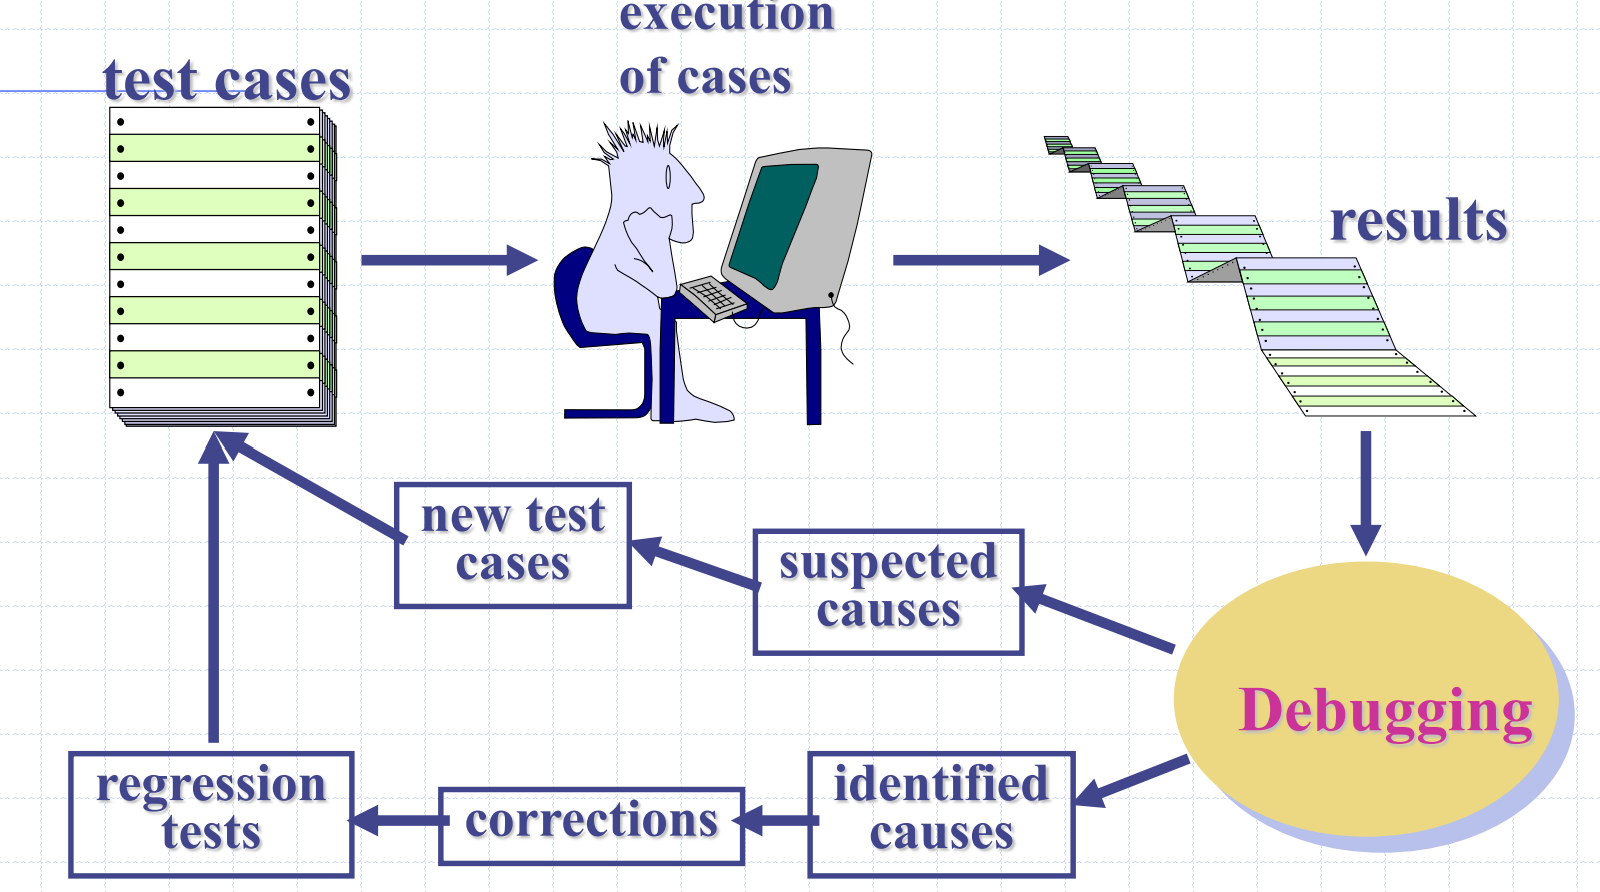 execution
of cases
test cases
results
new test
cases
suspected
causes
Debugging
regression
tests
corrections
identified
causes